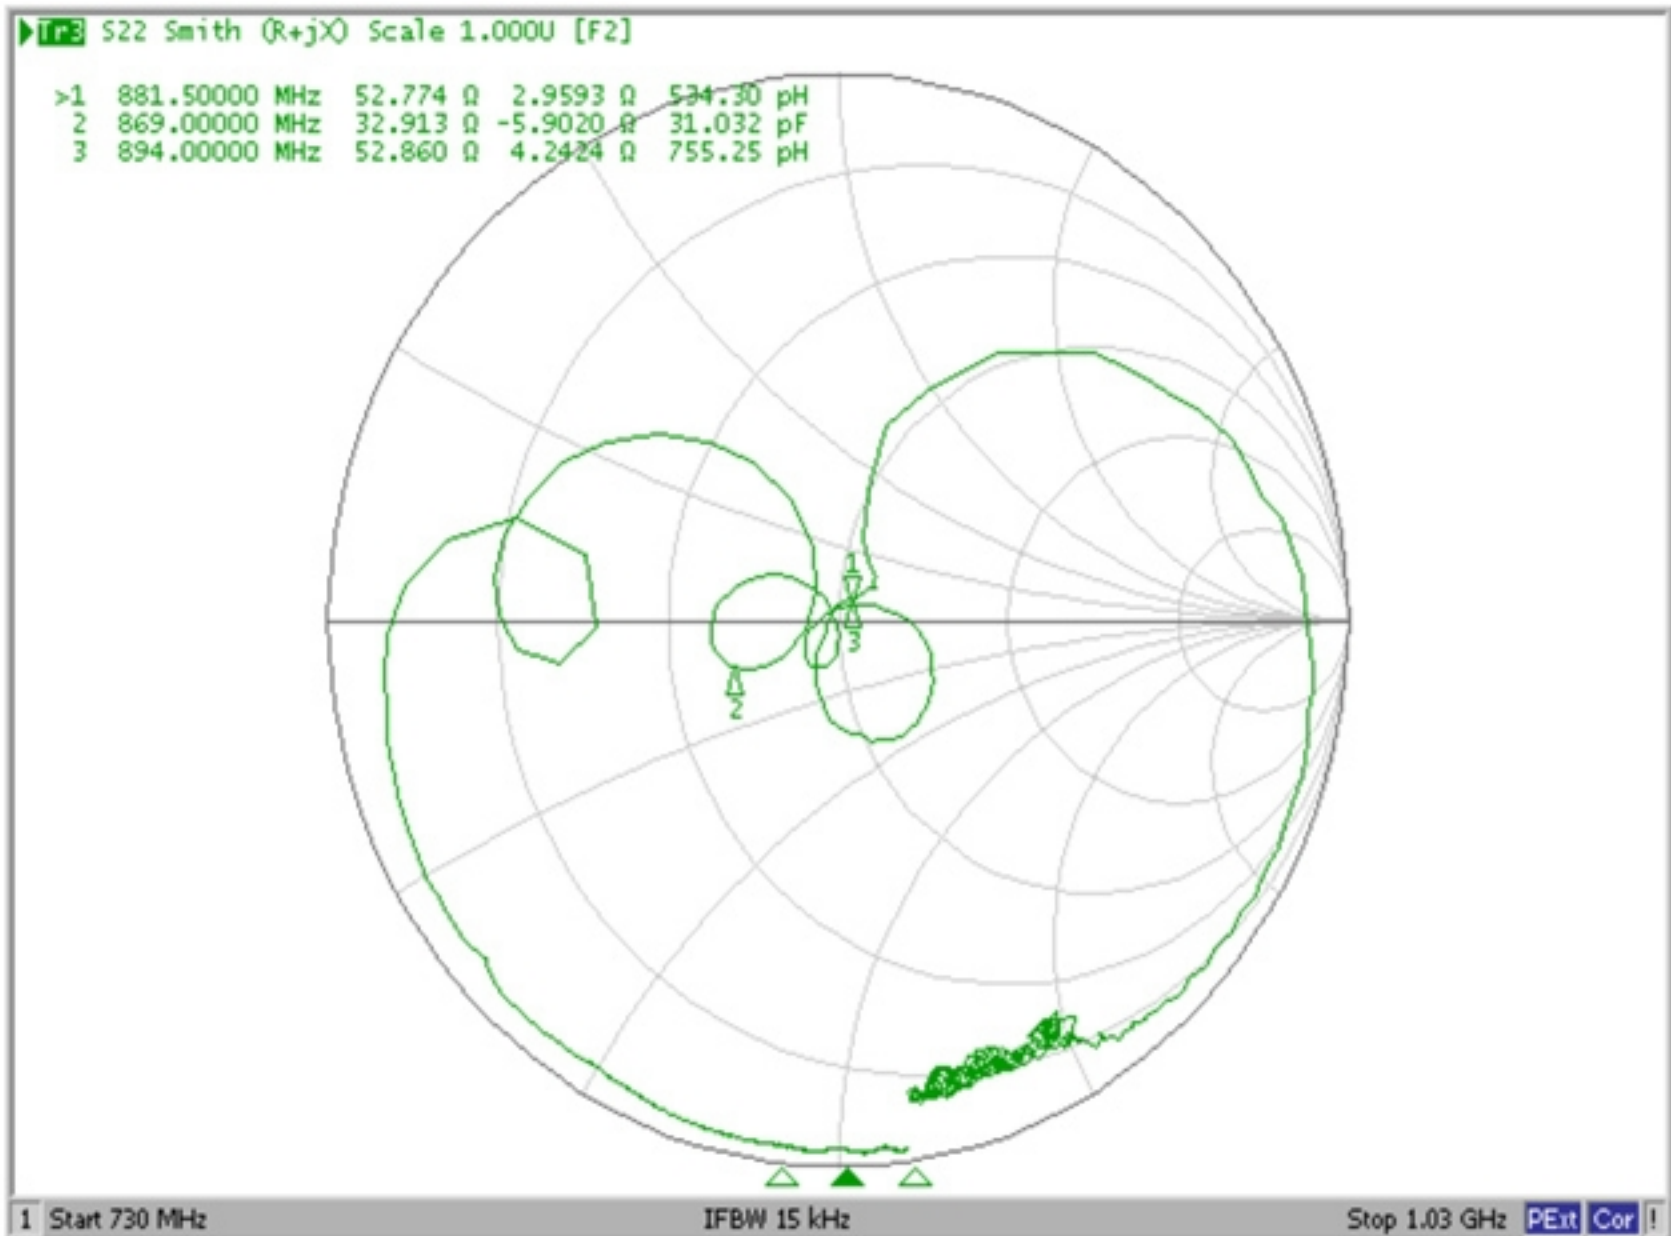 Tr3 S22 Smith (R+jX) Scale 1.000U [F2]
>1 881.50000 MHz 52.774 Ω 2.9593 Ω 534.30 pH
2 869.00000 MHz 32.913 Ω -5.9020 Ω 31.032 pF
3 894.00000 MHz 52.860 Ω 4.2424 Ω 755.25 pH
1
3
2
1 Start 730 MHz IFBW 15 kHz Stop 1.03 GHz PExt Cor !